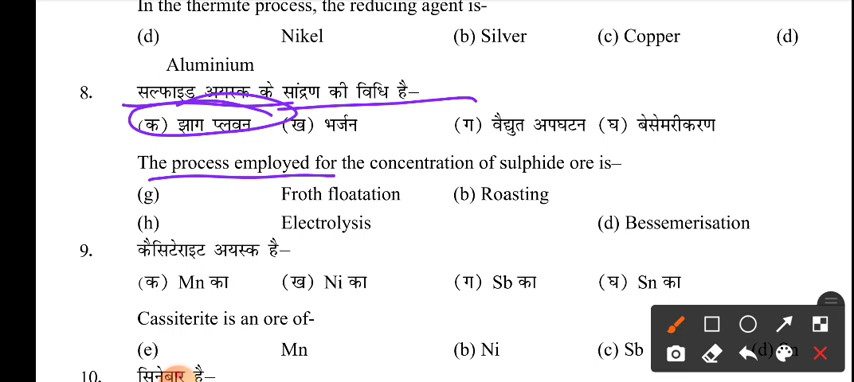 In the thermite process, the reducing agent is-
(d) Nikel (b) Silver (c) Copper (d)
Aluminium
8. सल्फाइड अयस्क के सांद्रण की विधि है–
(क) झाग प्लवन (ख) भर्जन (ग) वैद्युत अपघटन (घ) बेसेमरीकरण
The process employed for the concentration of sulphide ore is–
(g) Froth floatation (b) Roasting
(h) Electrolysis (d) Bessemerisation
9. कैसिटेराइट अयस्क है–
(क) Mn का (ख) Ni का (ग) Sb का (घ) Sn का
Cassiterite is an ore of-
(e) Mn (b) Ni (c) Sb (d) Sn
10. सिनेबार है–